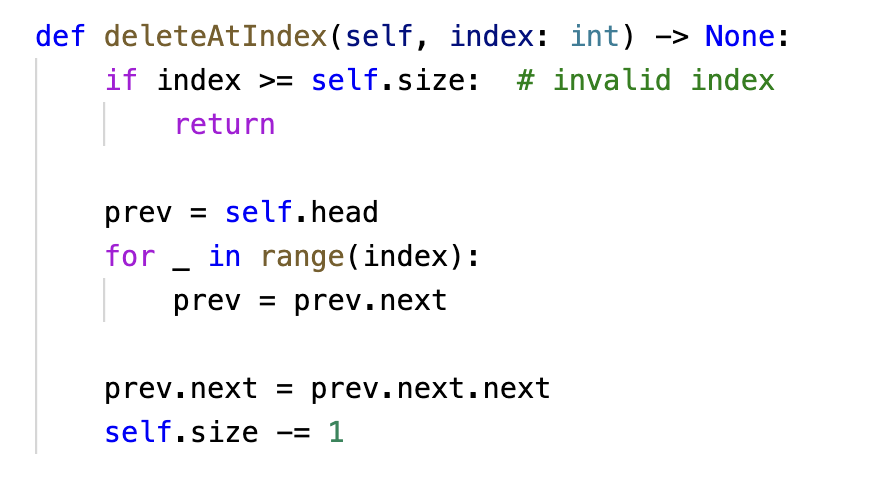 def deleteAtIndex(self, index: int) -> None:
    if index >= self.size:  # invalid index
        return

    prev = self.head
    for _ in range(index):
        prev = prev.next

    prev.next = prev.next.next
    self.size -= 1